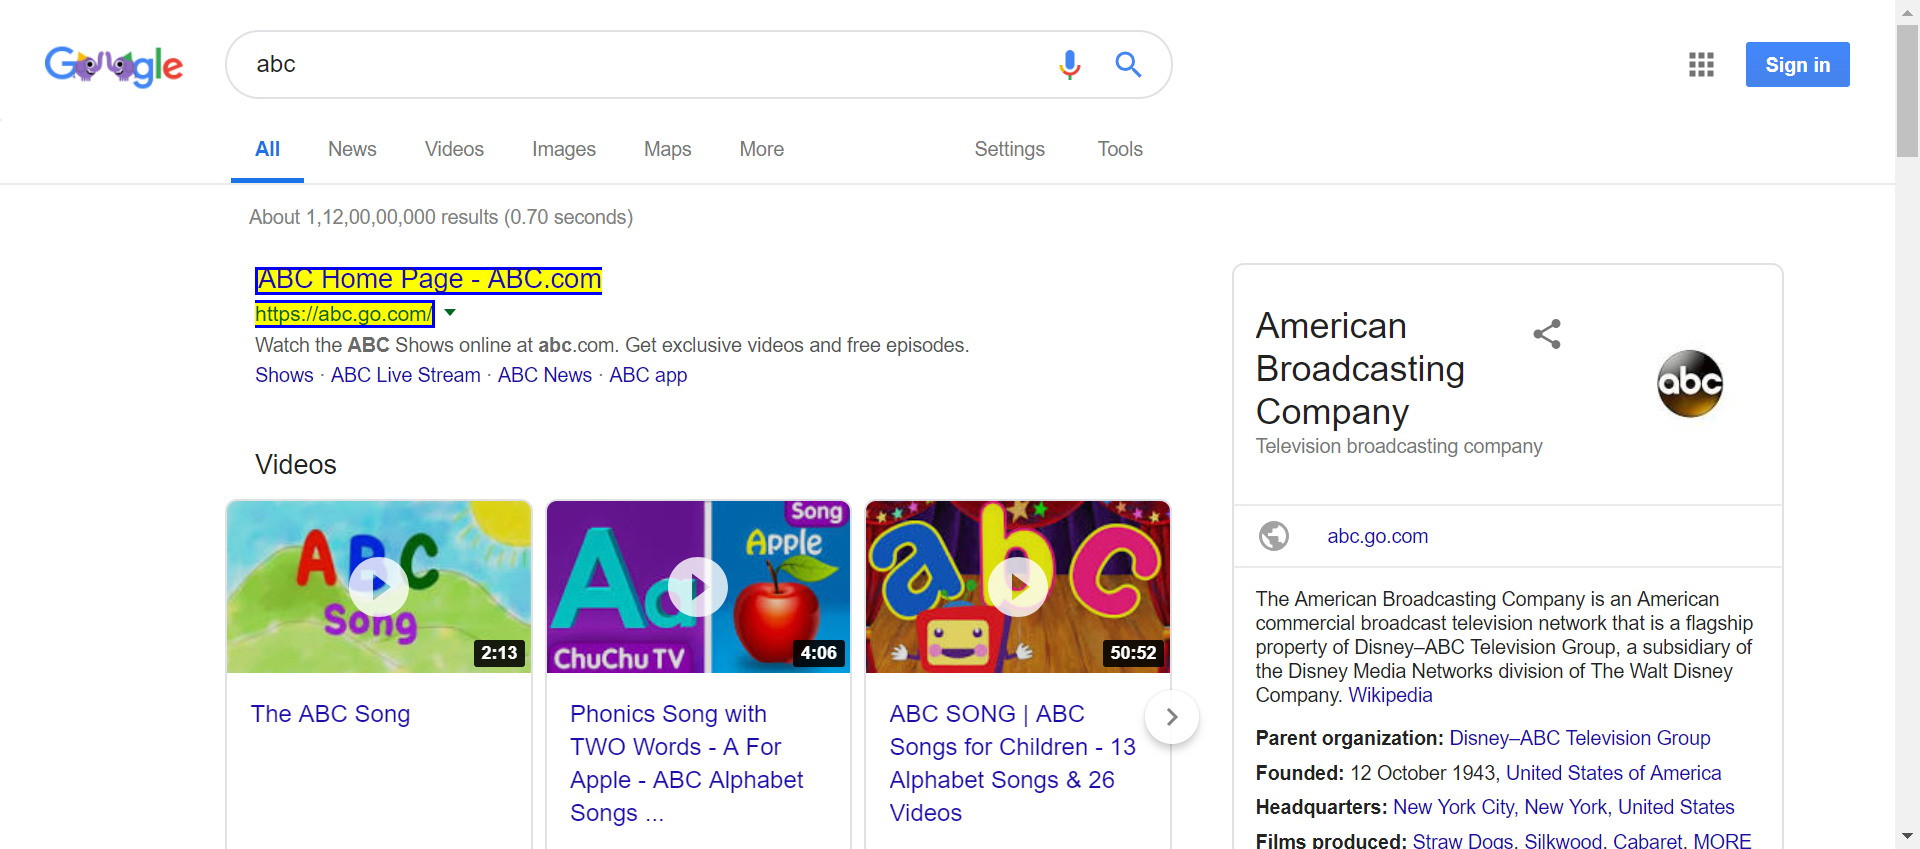 Google
abc
Sign in
All News Videos Images Maps More Settings Tools
About 1,12,00,00,000 results (0.70 seconds)
ABC Home Page - ABC.com
https://abc.go.com/
Watch the ABC Shows online at abc.com. Get exclusive videos and free episodes.
Shows · ABC Live Stream · ABC News · ABC app
Videos
ABC
Song
2:13
The ABC Song
Song
Aa
Apple
ChuChu TV
4:06
Phonics Song with
TWO Words - A For
Apple - ABC Alphabet
Songs ...
abc
50:52
ABC SONG | ABC
Songs for Children - 13
Alphabet Songs & 26
Videos
American
Broadcasting
Company
Television broadcasting company
abc
abc.go.com
The American Broadcasting Company is an American
commercial broadcast television network that is a flagship
property of Disney–ABC Television Group, a subsidiary of
the Disney Media Networks division of The Walt Disney
Company. Wikipedia
Parent organization: Disney–ABC Television Group
Founded: 12 October 1943, United States of America
Headquarters: New York City, New York, United States
Films produced: Straw Dogs, Silkwood, Cabaret, MORE